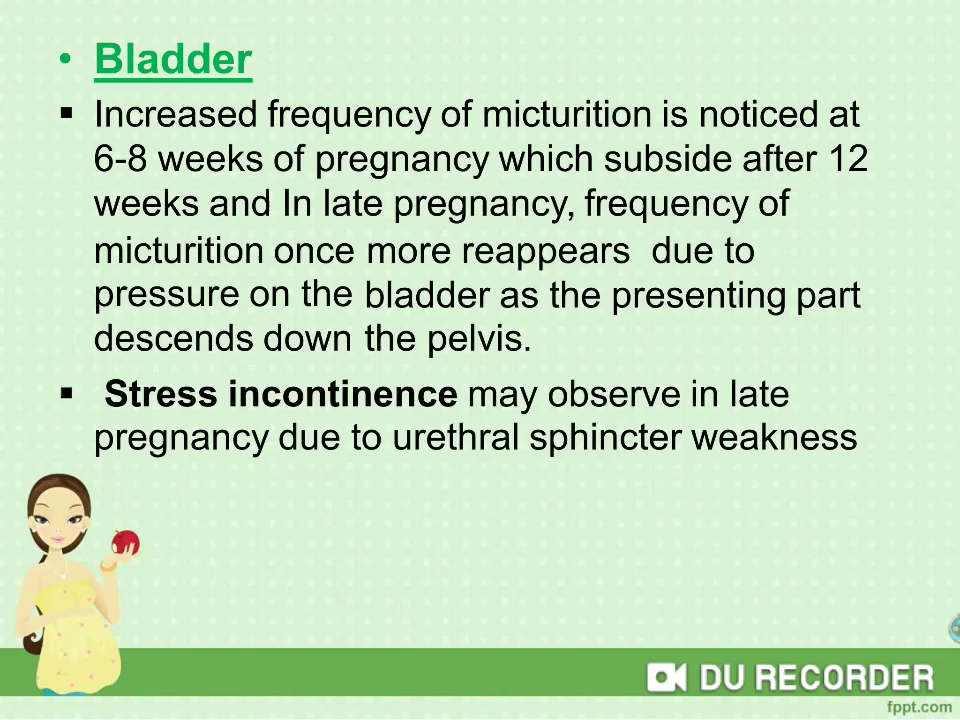 • Bladder
▪ Increased frequency of micturition is noticed at
6-8 weeks of pregnancy which subside after 12
weeks and In late pregnancy, frequency of
micturition once more reappears due to
pressure on the bladder as the presenting part
descends down the pelvis.
▪ Stress incontinence may observe in late
pregnancy due to urethral sphincter weakness
DU RECORDER
fppt.com